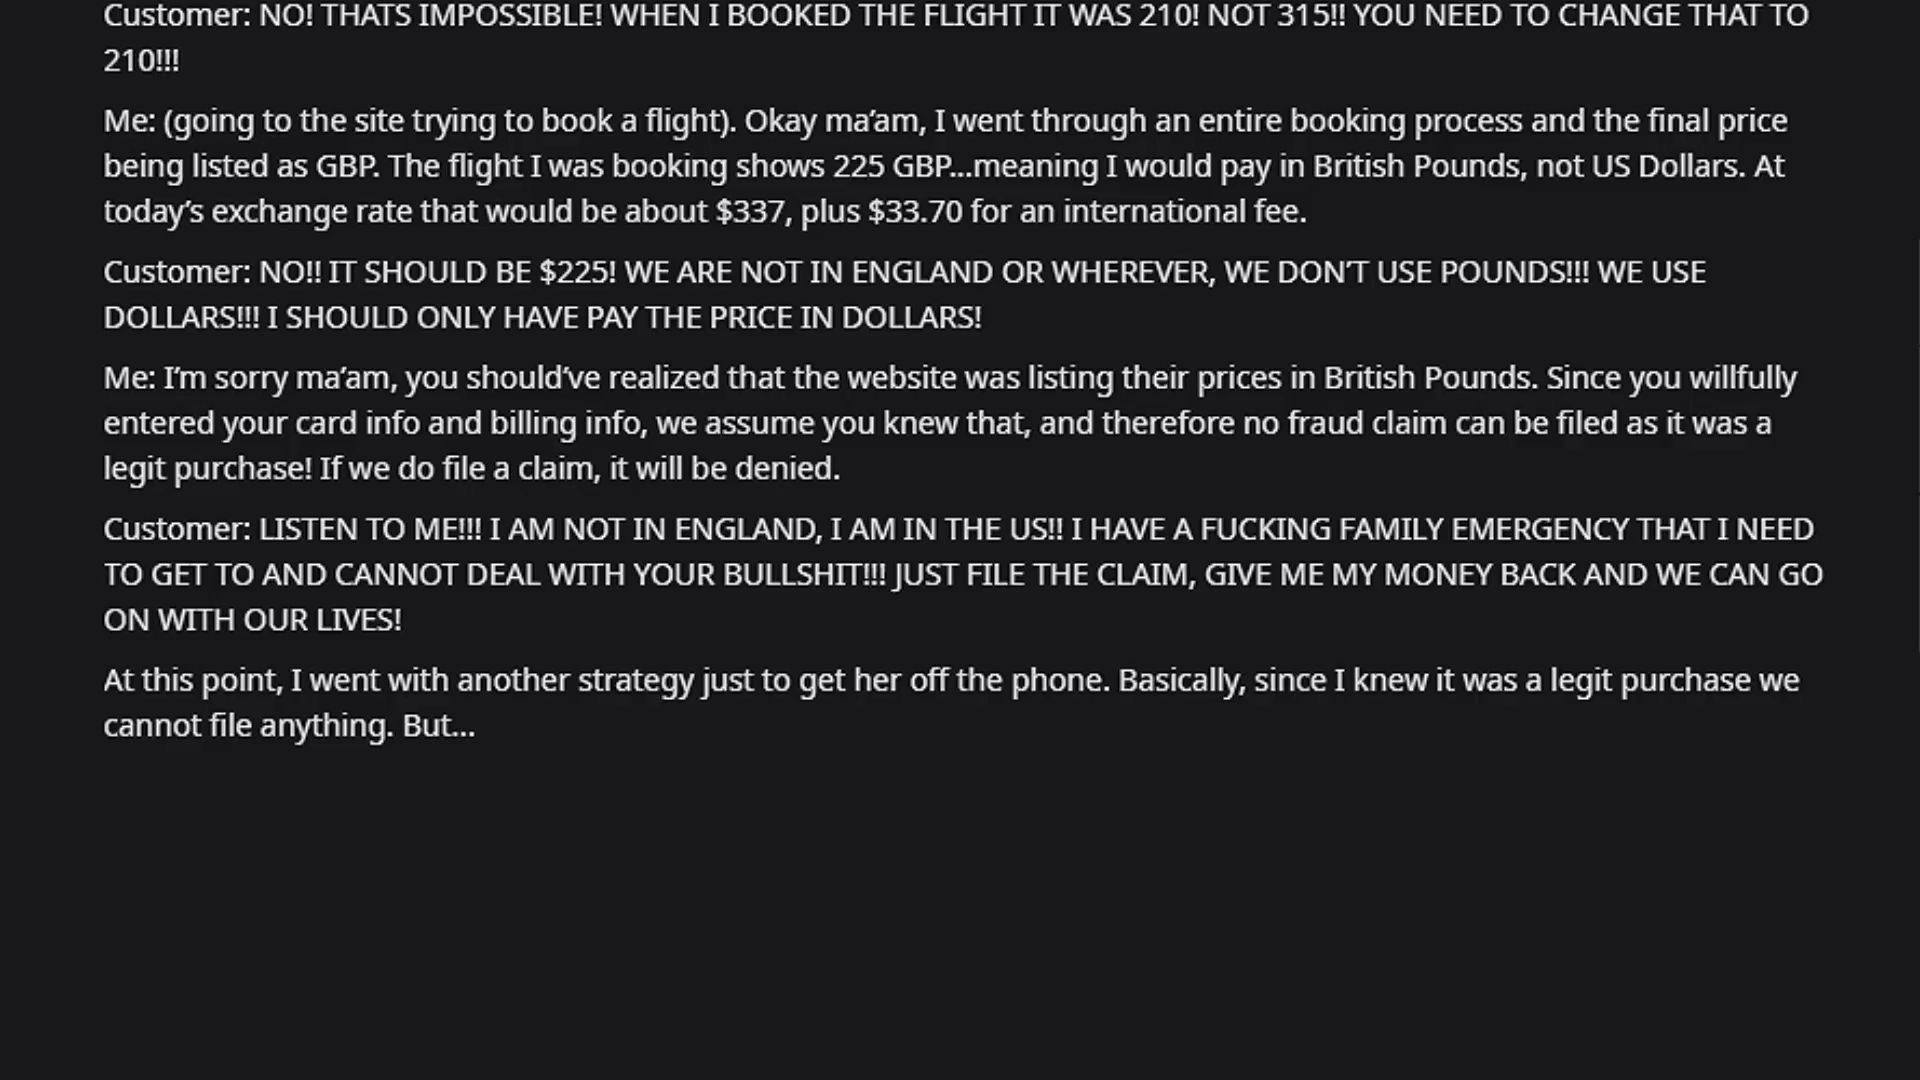 Customer: NO! THATS IMPOSSIBLE! WHEN I BOOKED THE FLIGHT IT WAS 210! NOT 315!! YOU NEED TO CHANGE THAT TO
210!!!
Me: (going to the site trying to book a flight). Okay ma’am, I went through an entire booking process and the final price
being listed as GBP. The flight I was booking shows 225 GBP...meaning I would pay in British Pounds, not US Dollars. At
today’s exchange rate that would be about $337, plus $33.70 for an international fee.
Customer: NO!! IT SHOULD BE $225! WE ARE NOT IN ENGLAND OR WHEREVER, WE DON’T USE POUNDS!!! WE USE
DOLLARS!!! I SHOULD ONLY HAVE PAY THE PRICE IN DOLLARS!
Me: I’m sorry ma’am, you should’ve realized that the website was listing their prices in British Pounds. Since you willfully
entered your card info and billing info, we assume you knew that, and therefore no fraud claim can be filed as it was a
legit purchase! If we do file a claim, it will be denied.
Customer: LISTEN TO ME!!! I AM NOT IN ENGLAND, I AM IN THE US!! I HAVE A FUCKING FAMILY EMERGENCY THAT I NEED
TO GET TO AND CANNOT DEAL WITH YOUR BULLSHIT!!! JUST FILE THE CLAIM, GIVE ME MY MONEY BACK AND WE CAN GO
ON WITH OUR LIVES!
At this point, I went with another strategy just to get her off the phone. Basically, since I knew it was a legit purchase we
cannot file anything. But...